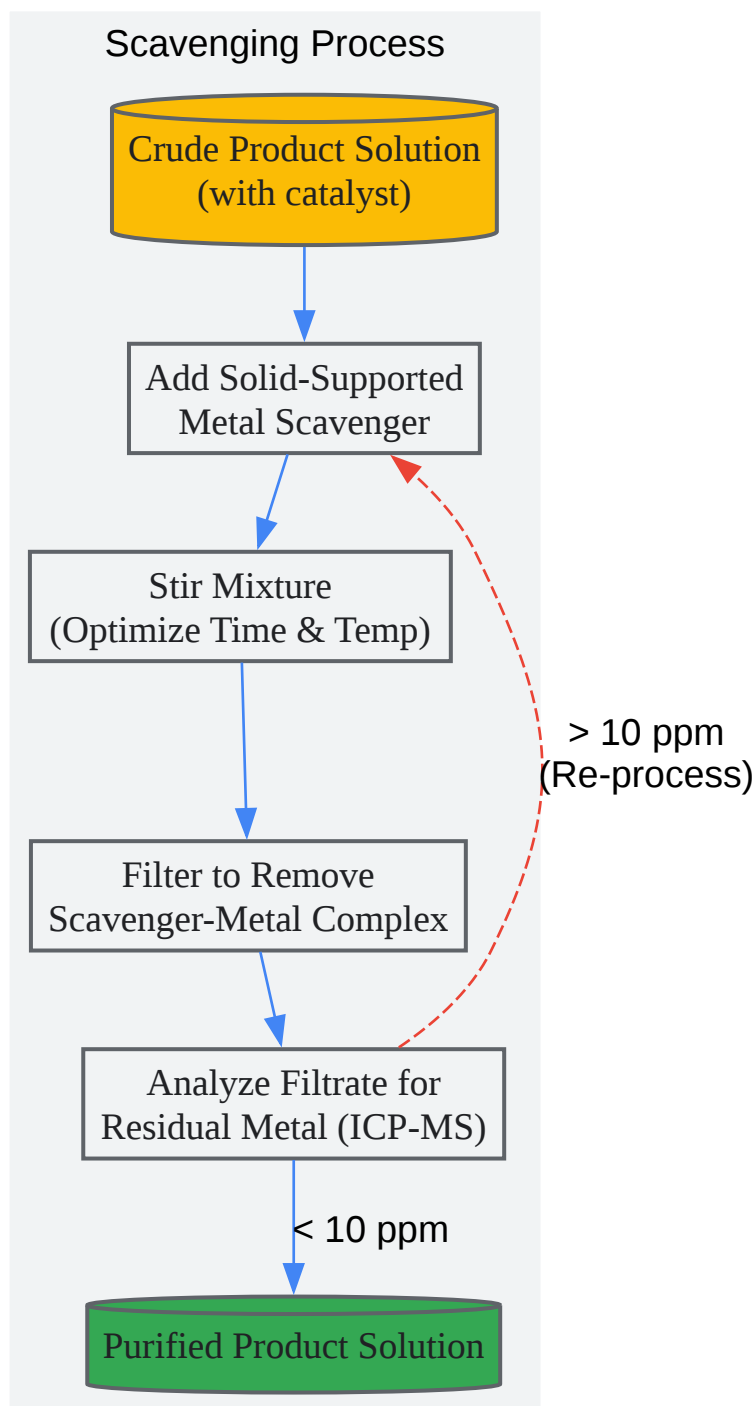 Scavenging Process
Crude Product Solution
(with catalyst)
Add Solid-Supported
Metal Scavenger
Stir Mixture
(Optimize Time & Temp)
> 10 ppm
(Re-process)
Filter to Remove
Scavenger-Metal Complex
Analyze Filtrate for
Residual Metal (ICP-MS)
< 10 ppm
Purified Product Solution